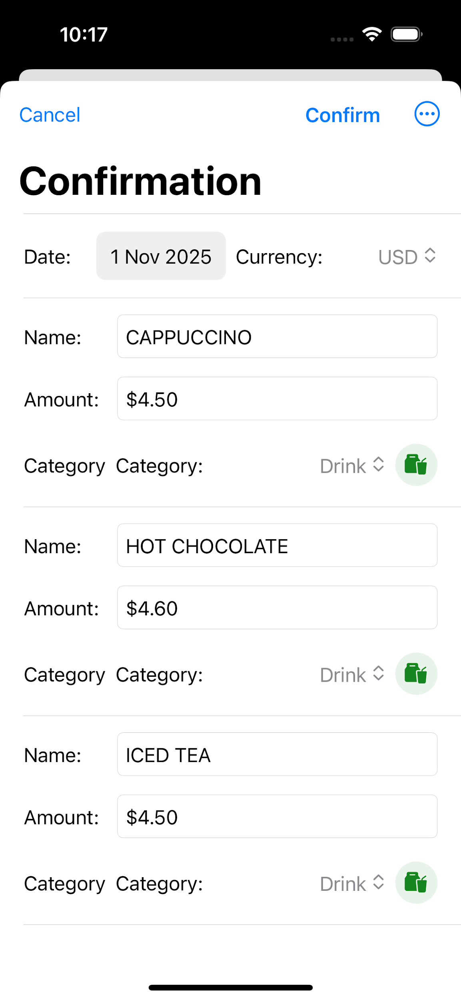 10:17
Cancel Confirm
Confirmation
Date: 1 Nov 2025 Currency: USD
Name: CAPPUCCINO
Amount: $4.50
Category Category: Drink
Name: HOT CHOCOLATE
Amount: $4.60
Category Category: Drink
Name: ICED TEA
Amount: $4.50
Category Category: Drink